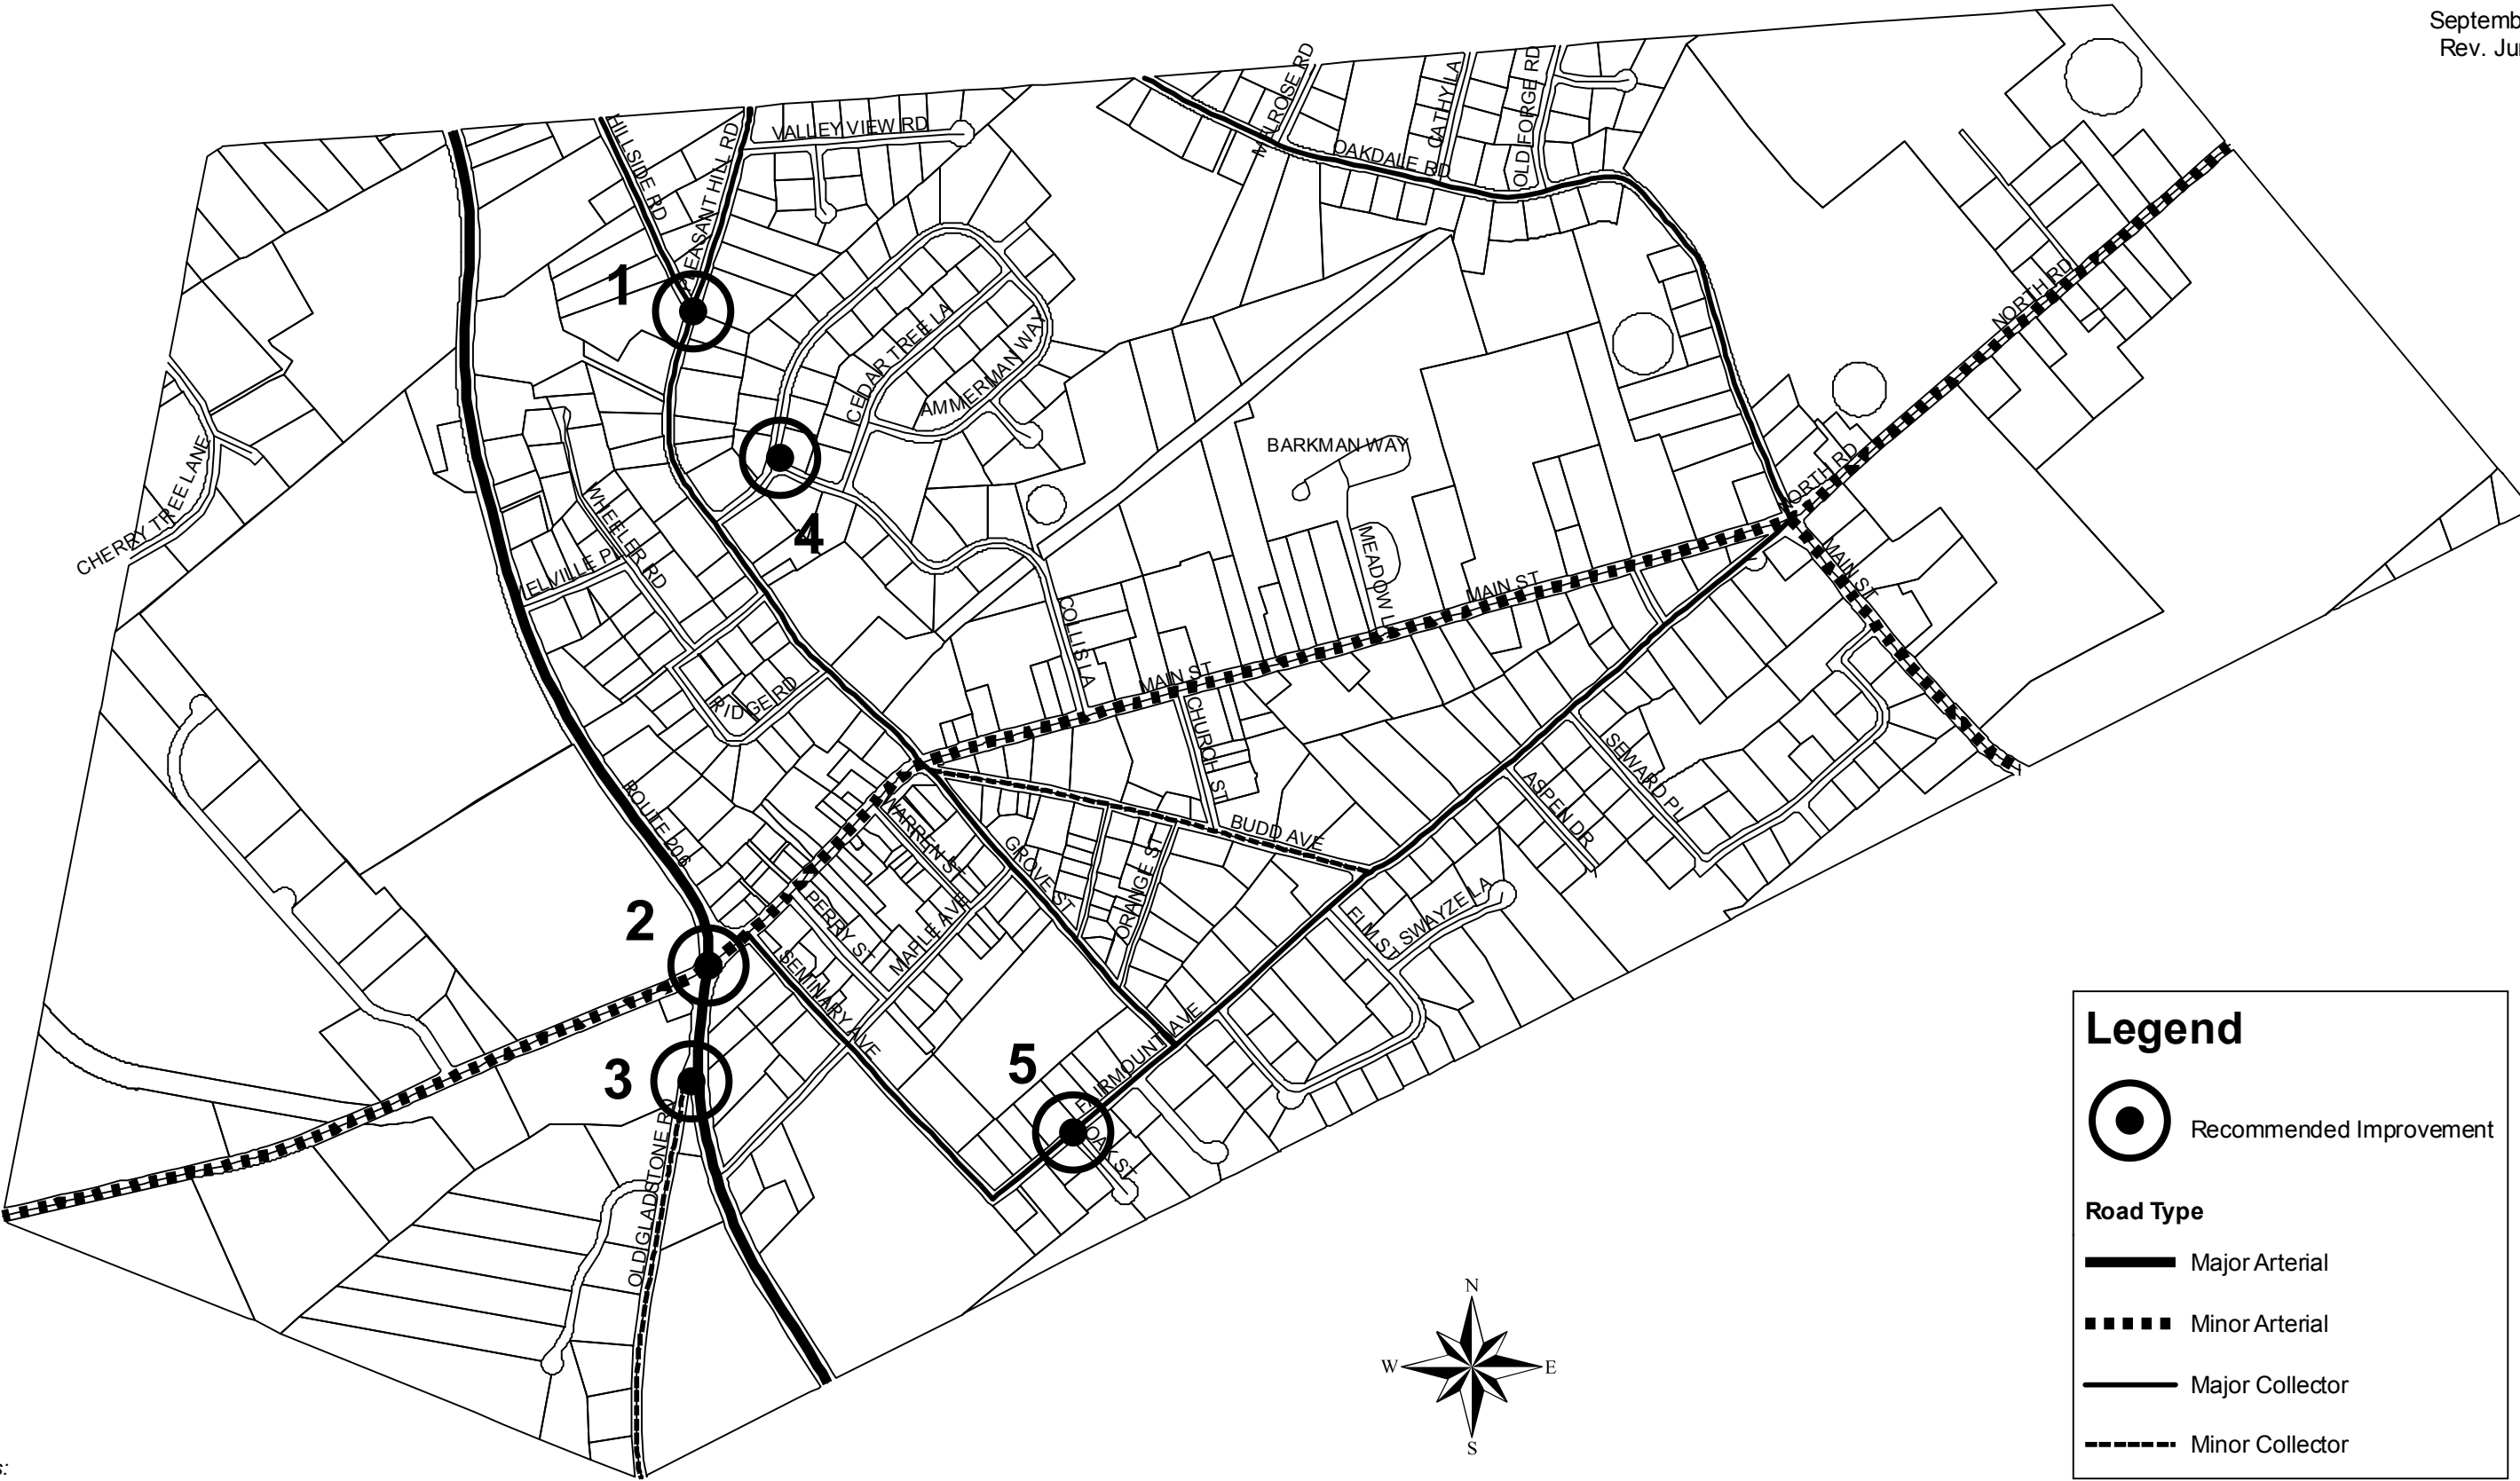 Septemb
Rev. Ju
HILLSIDE RD
PLEASANT HILL RD
VALLEY VIEW RD
MELROSE RD
CATHY LA
OLD FORGE RD
OAKDALE RD
1
NORTH RD
CEDAR TREE LA
AMMERMAN WAY
CHERRY TREE LANE
4
BARKMAN WAY
NORTH RD
WHEELER RD
MELVILLE PL
MEADOW L
MAIN ST
MAIN ST
COLLIS LA
MAIN ST
RIDGE RD
CHURCH ST
SEWARD PL
ASPEN DR
ROUTE 206
WARREN ST
GROVE ST
BUDD AVE
ORANGE ST
2
PERRY ST
MAPLE AVE
ELM ST
SWAYZE LA
SEMINARY AVE
3
5
FAIRMOUNT AVE
OAK ST
OLD GLADSTONE RD
N
W
E
S
Legend
Recommended Improvement
Road Type
Major Arterial
Minor Arterial
Major Collector
Minor Collector
s: